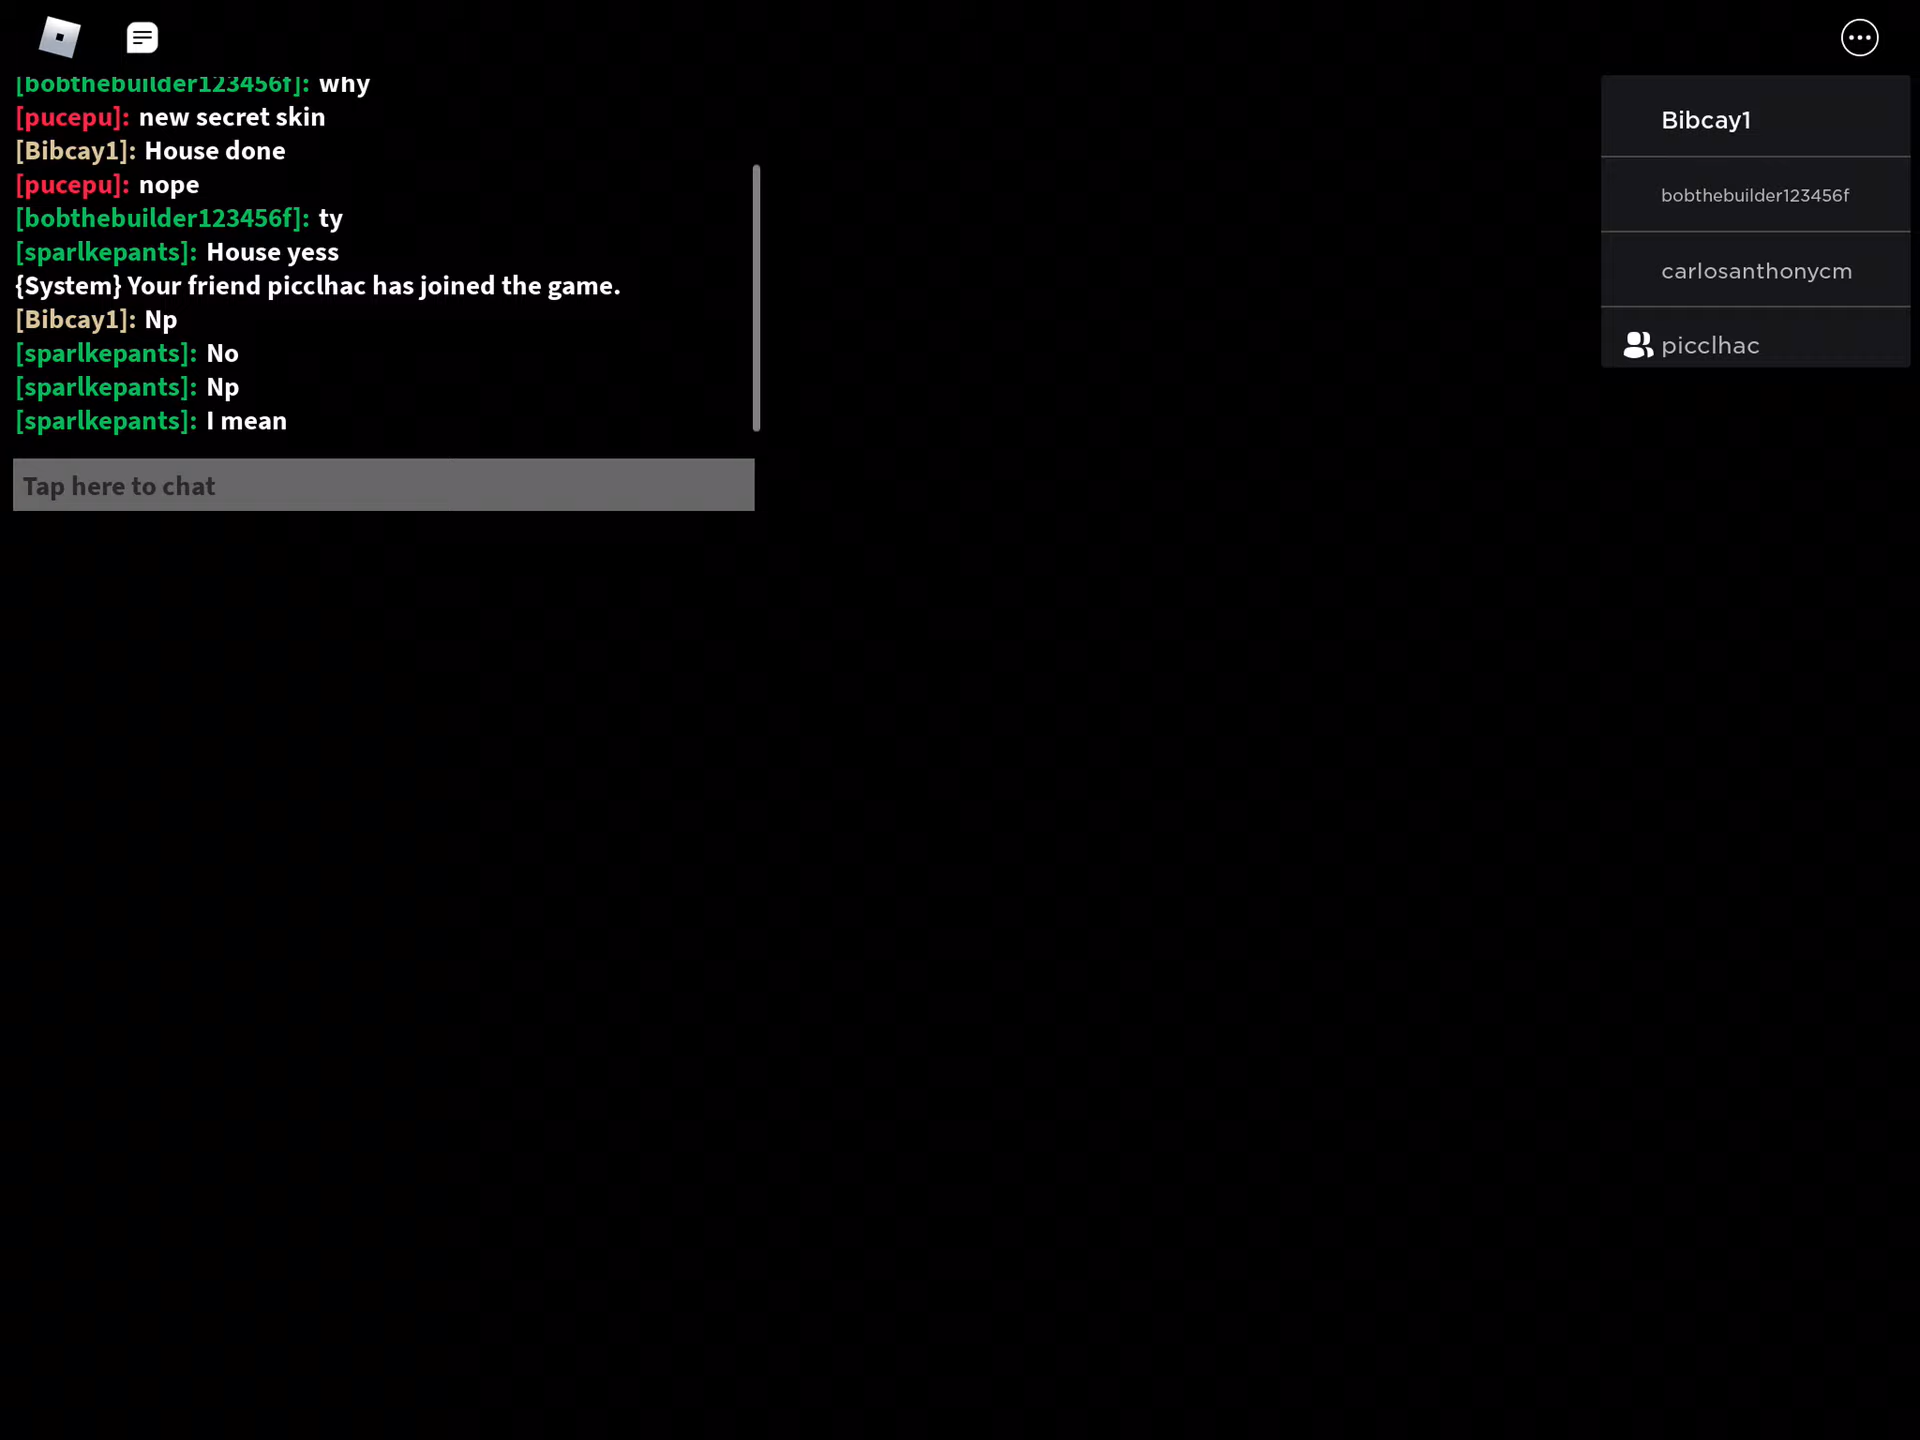 [bobthebuilder123456f]: why
[pucepu]: new secret skin
[Bibcay1]: House done
[pucepu]: nope
[bobthebuilder123456f]: ty
[sparlkepants]: House yess
{System} Your friend picclhac has joined the game.
[Bibcay1]: Np
[sparlkepants]: No
[sparlkepants]: Np
[sparlkepants]: I mean
Tap here to chat
Bibcay1
bobthebuilder123456f
carlosanthonycm
picclhac